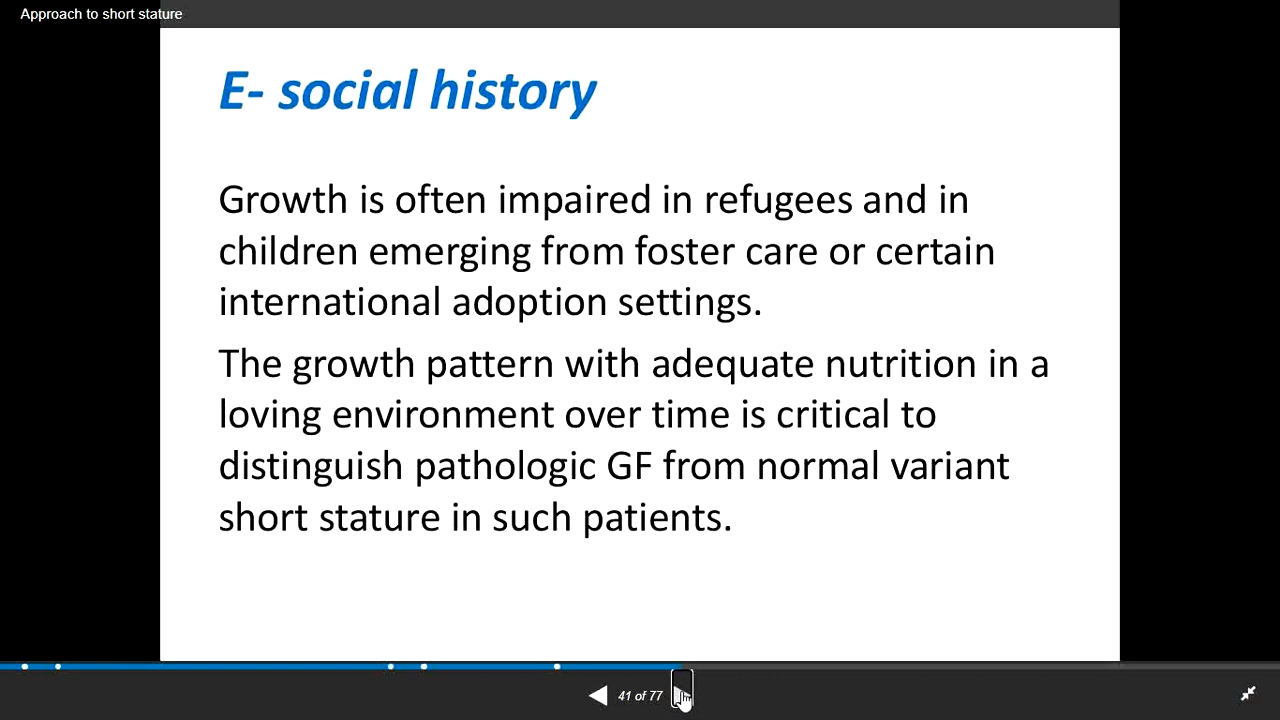 Approach to short stature
E- social history
Growth is often impaired in refugees and in
children emerging from foster care or certain
international adoption settings.
The growth pattern with adequate nutrition in a
loving environment over time is critical to
distinguish pathologic GF from normal variant
short stature in such patients.
41 of 77